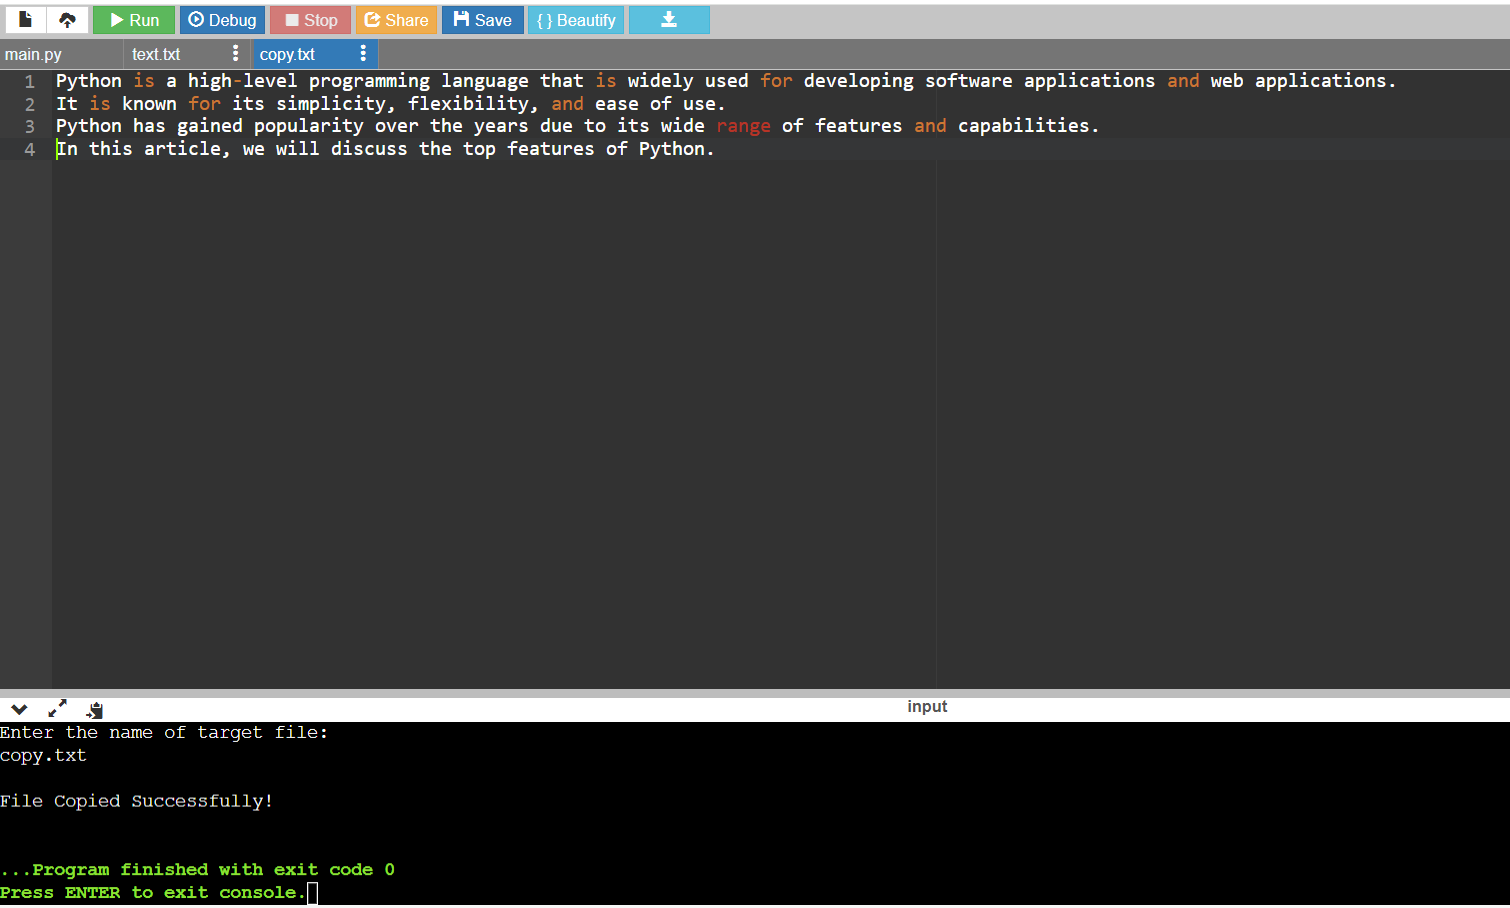 Run Debug Stop Share Save { } Beautify
main.py text.txt copy.txt
1 Python is a high-level programming language that is widely used for developing software applications and web applications.
2 It is known for its simplicity, flexibility, and ease of use.
3 Python has gained popularity over the years due to its wide range of features and capabilities.
4 In this article, we will discuss the top features of Python.
input
Enter the name of target file:
copy.txt
File Copied Successfully!
...Program finished with exit code 0
Press ENTER to exit console.